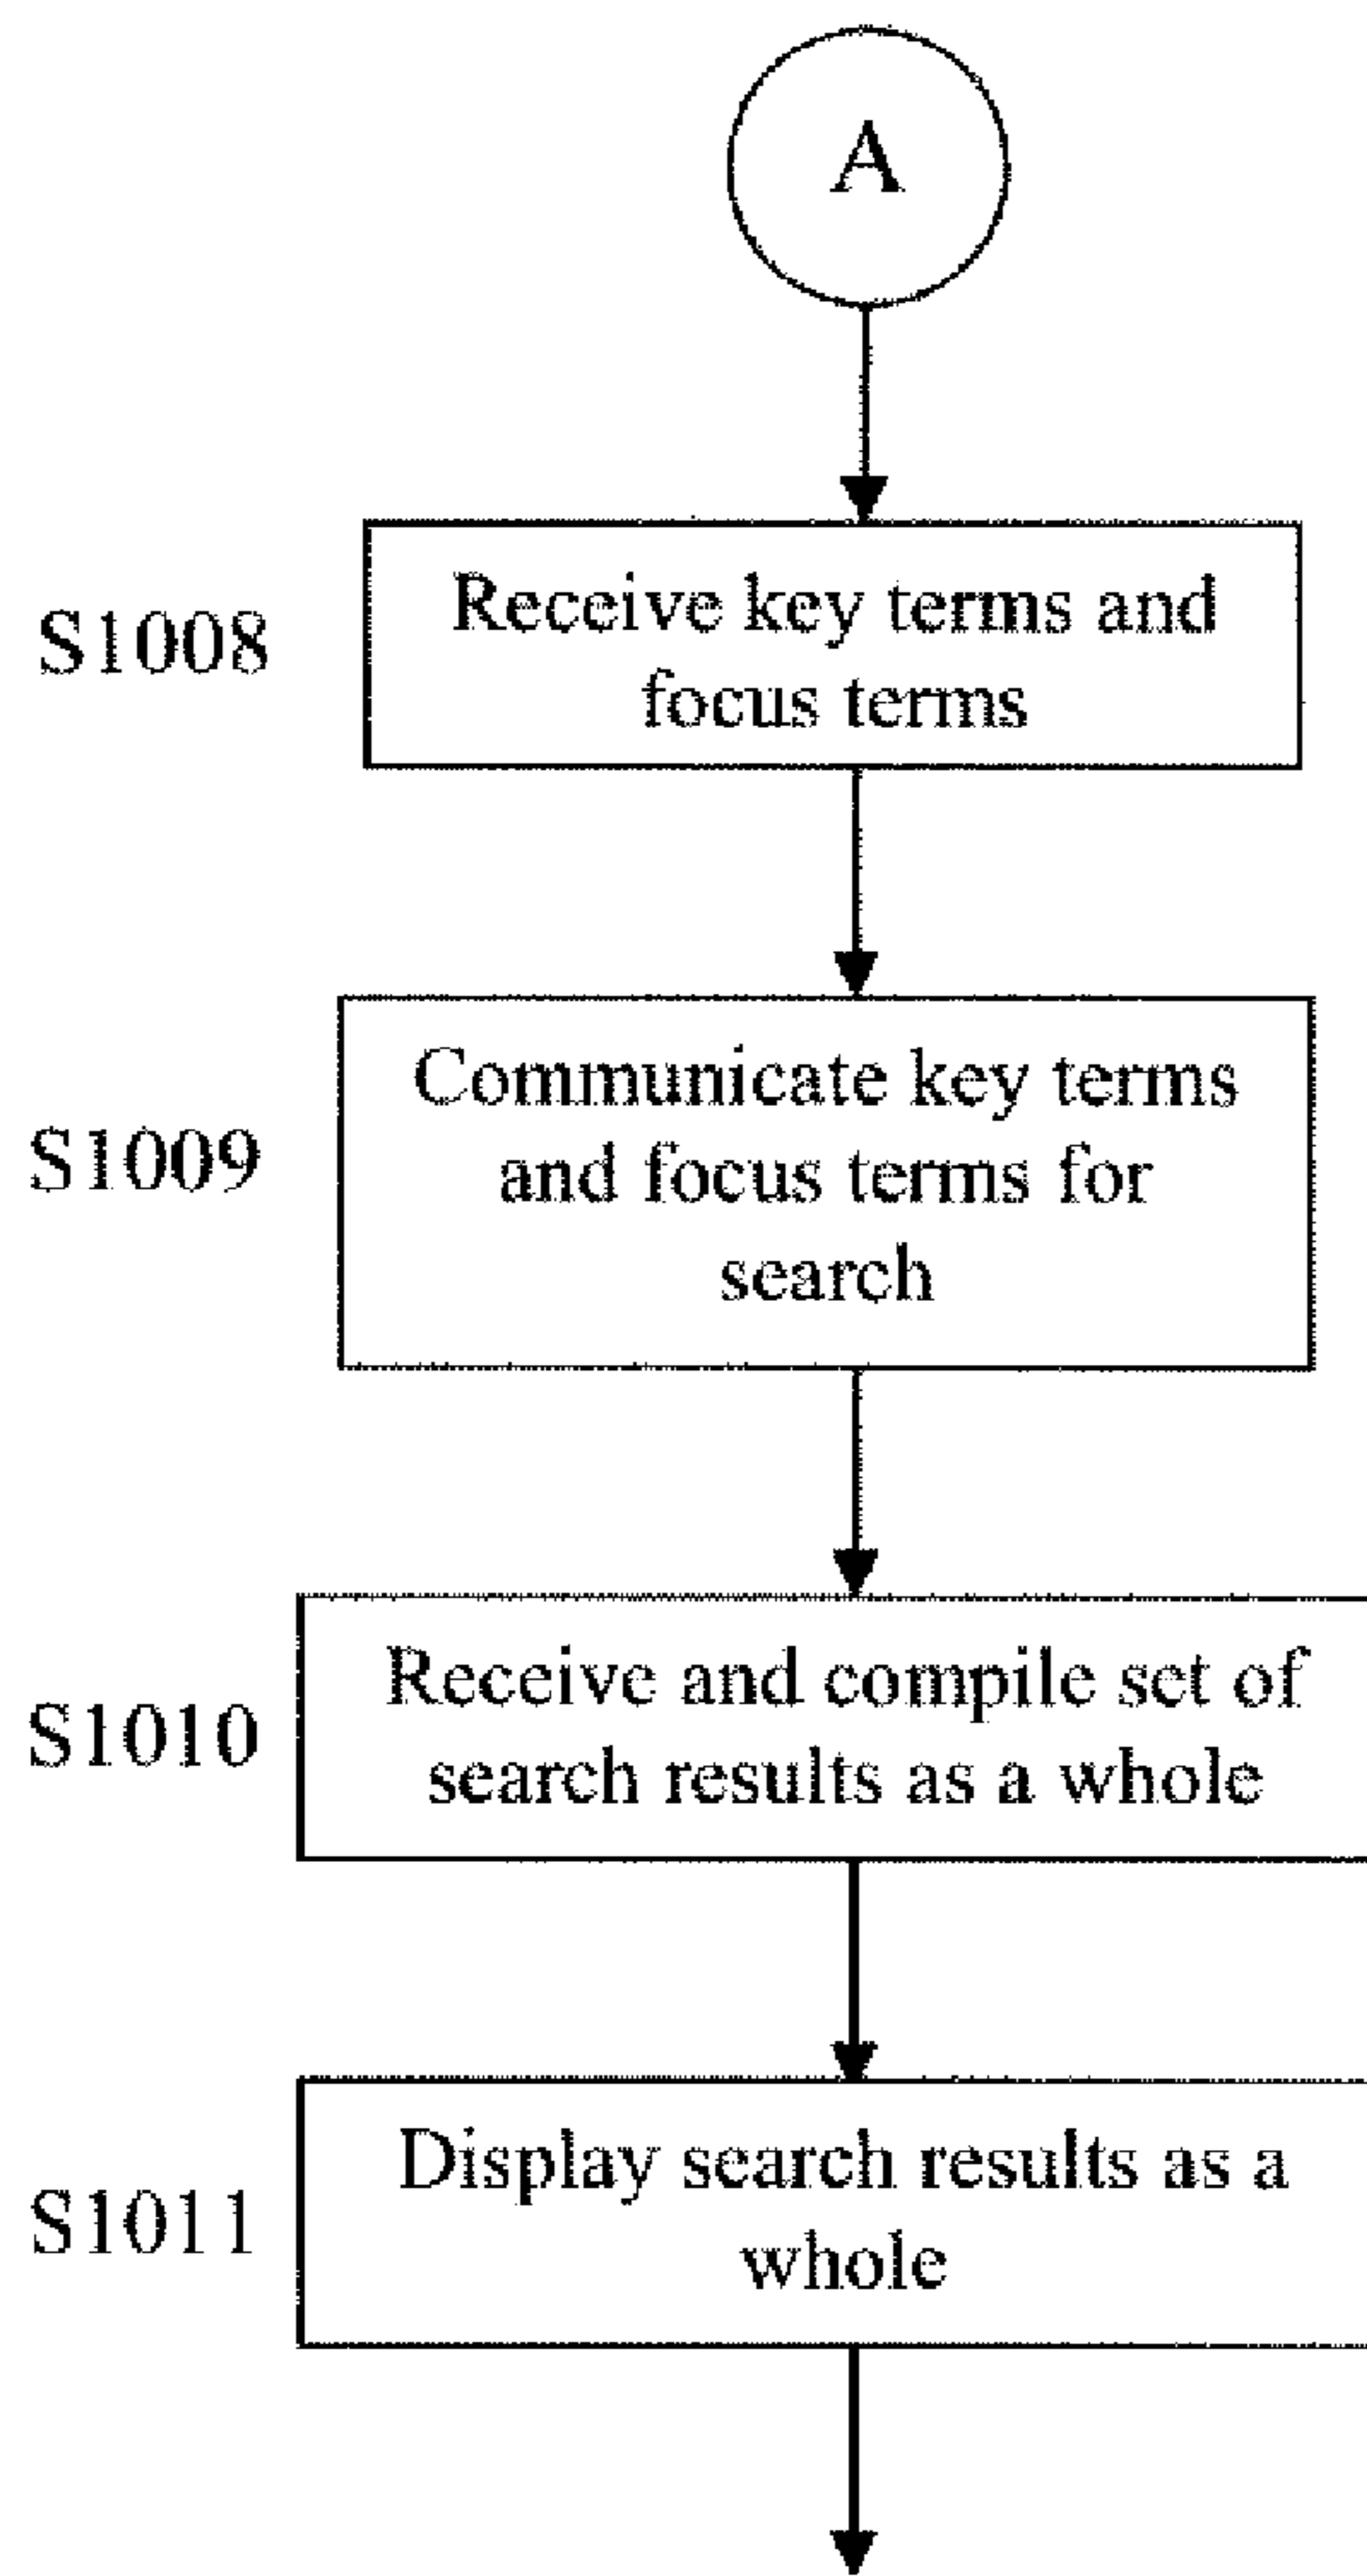 A
S1008
Receive key terms and
focus terms
S1009
Communicate key terms
and focus terms for
search
S1010
Receive and compile set of
search results as a whole
S1011
Display search results as a
whole